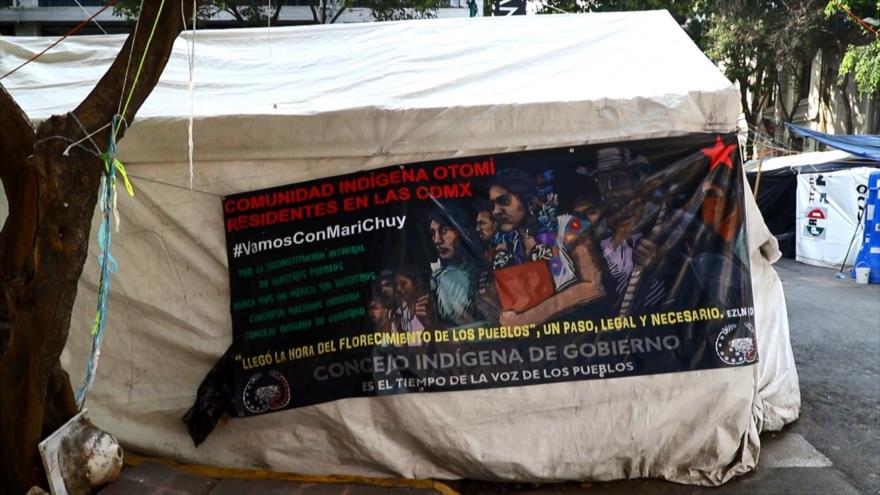 COMUNIDAD INDÍGENA OTOMÍ
RESIDENTES EN LAS CDMX
#VamosConMariChuy
POR LA RECONSTITUCIÓN INTEGRAL
DE NUESTROS PUEBLOS
NUNCA MAS UN MÉXICO SIN NOSOTROS
CONGRESO NACIONAL INDÍGENA
CONCEJO INDÍGENA DE GOBIERNO
"LLEGÓ LA HORA DEL FLORECIMIENTO DE LOS PUEBLOS", UN PASO, LEGAL Y NECESARIO. EZLN
CONCEJO INDÍGENA DE GOBIERNO
ES EL TIEMPO DE LA VOZ DE LOS PUEBLOS
PRD